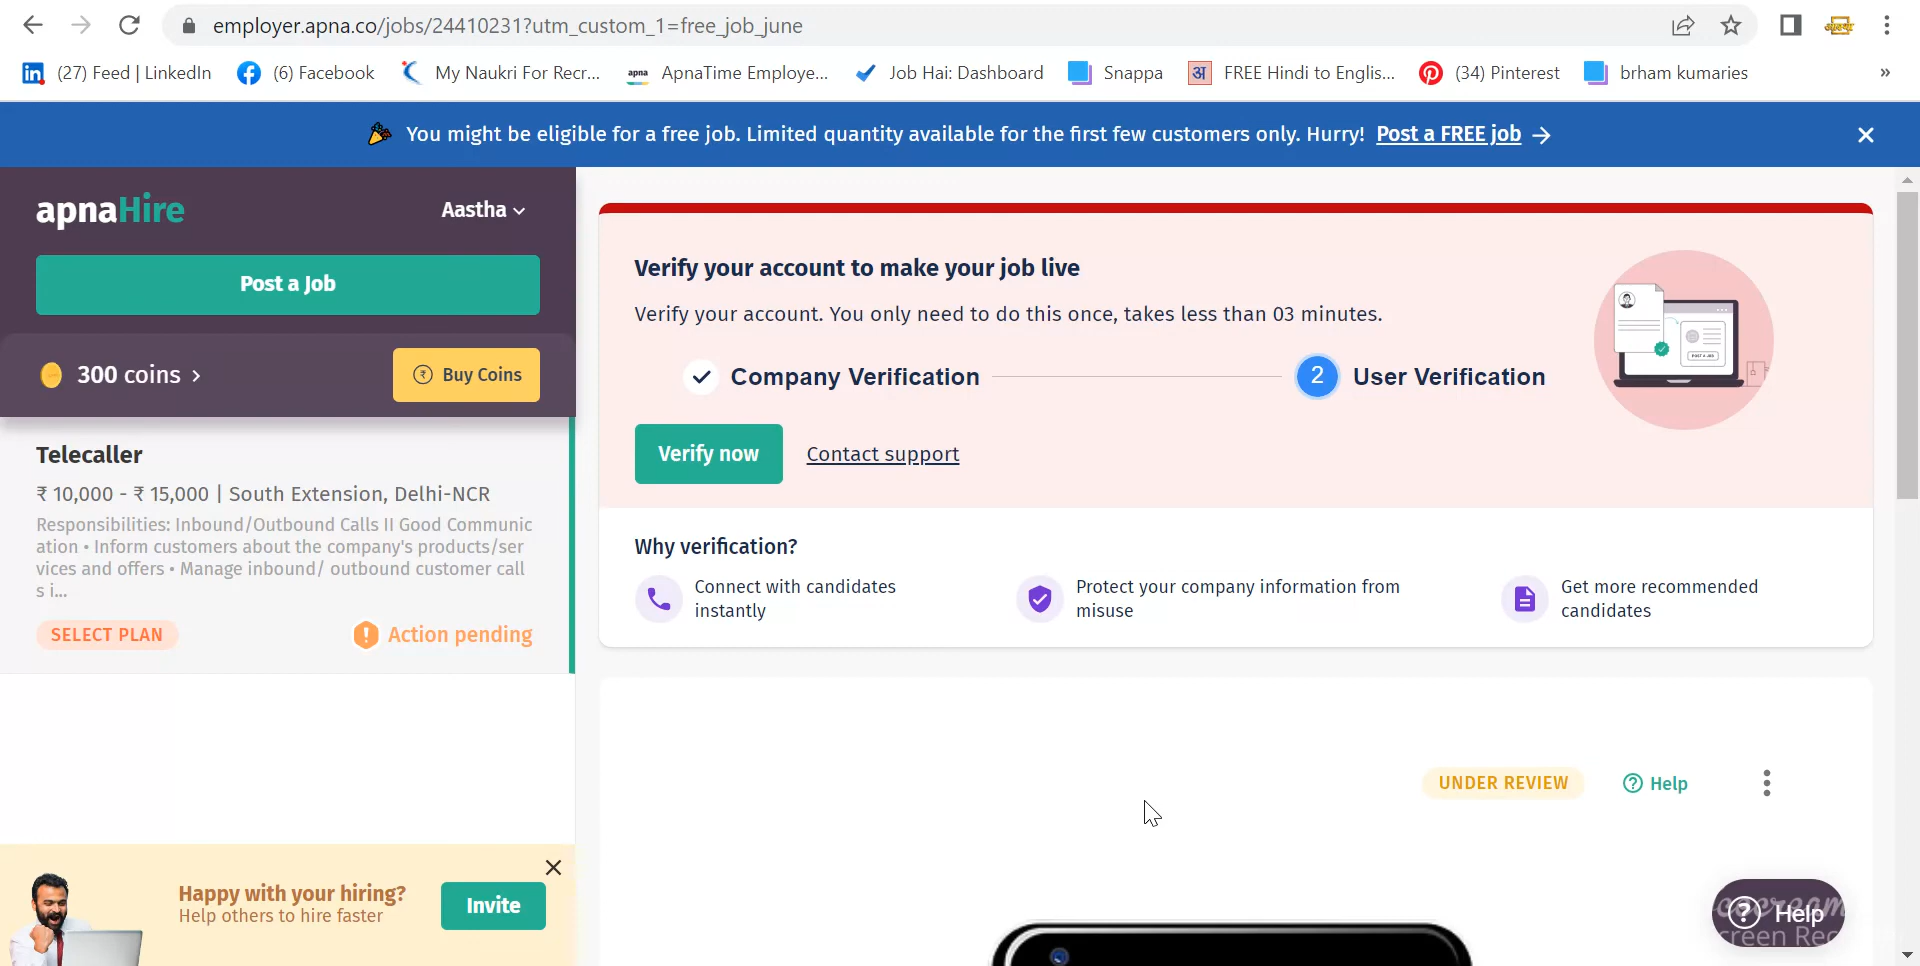 employer.apna.co/jobs/24410231?utm_custom_1=free_job_june
(27) Feed | LinkedIn
(6) Facebook
My Naukri For Recr...
apna
ApnaTime Employe...
Job Hai: Dashboard
Snappa
अ
FREE Hindi to Englis...
(34) Pinterest
brham kumaries
»
You might be eligible for a free job. Limited quantity available for the first few customers only. Hurry! Post a FREE job →
apnaHire
Aastha
Post a Job
300 coins >
Buy Coins
Telecaller
₹ 10,000 - ₹ 15,000 | South Extension, Delhi-NCR
Responsibilities: Inbound/Outbound Calls II Good Communic
ation • Inform customers about the company's products/ser
vices and offers • Manage inbound/ outbound customer call
s i...
SELECT PLAN
Action pending
Happy with your hiring?
Help others to hire faster
Invite
Verify your account to make your job live
Verify your account. You only need to do this once, takes less than 03 minutes.
Company Verification
2 User Verification
Verify now
Contact support
Why verification?
Connect with candidates
instantly
Protect your company information from
misuse
Get more recommended
candidates
UNDER REVIEW
Help
Help